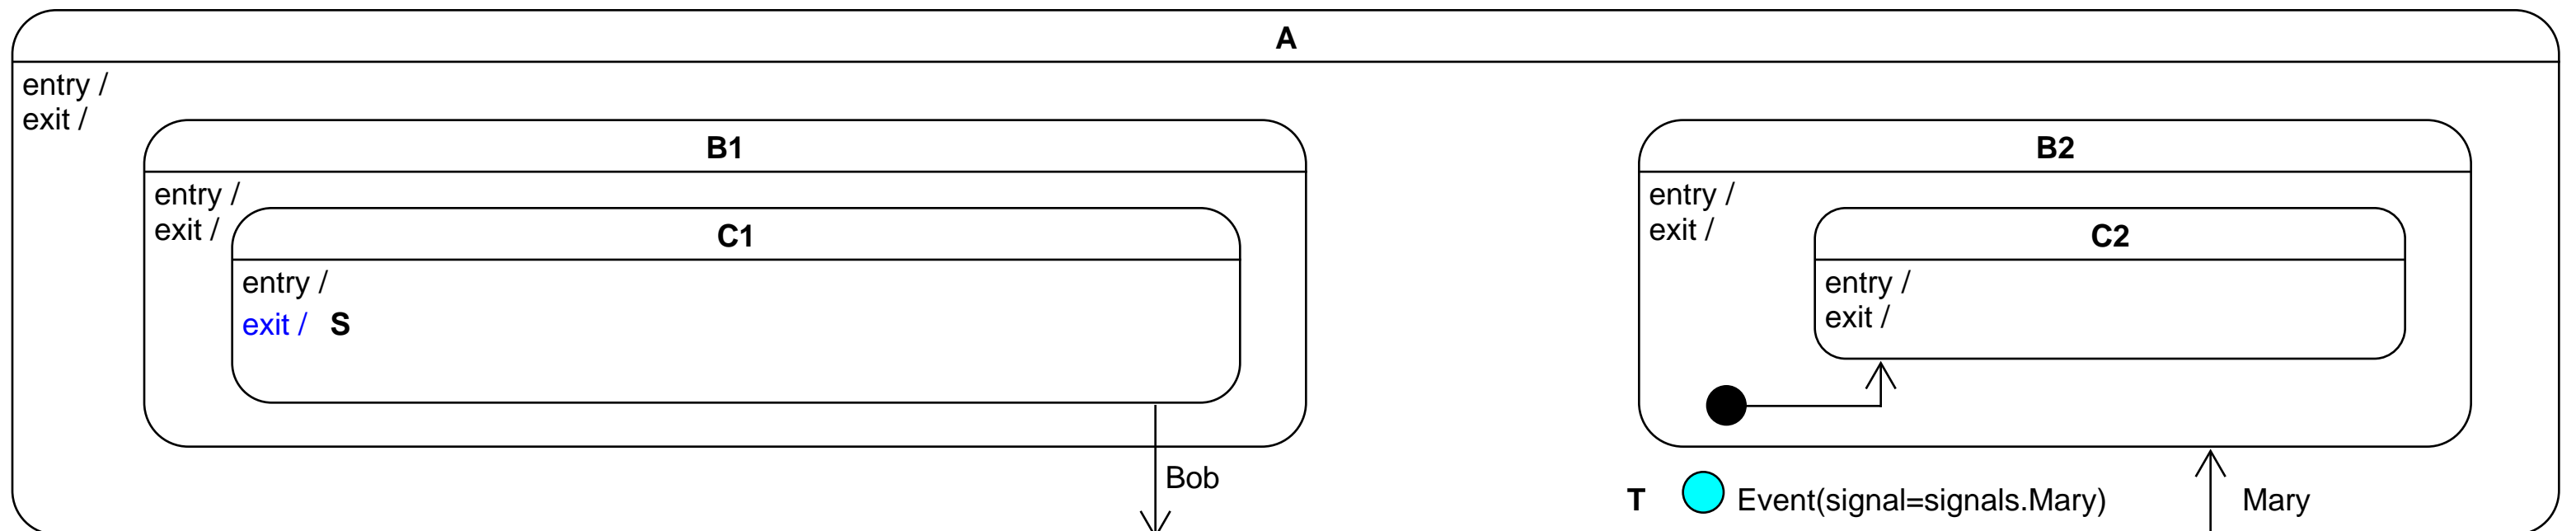 A
entry /
exit /
B1
entry /
exit /
C1
entry /
exit / S
Bob
B2
entry /
exit /
C2
entry /
exit /
T Event(signal=signals.Mary)
Mary